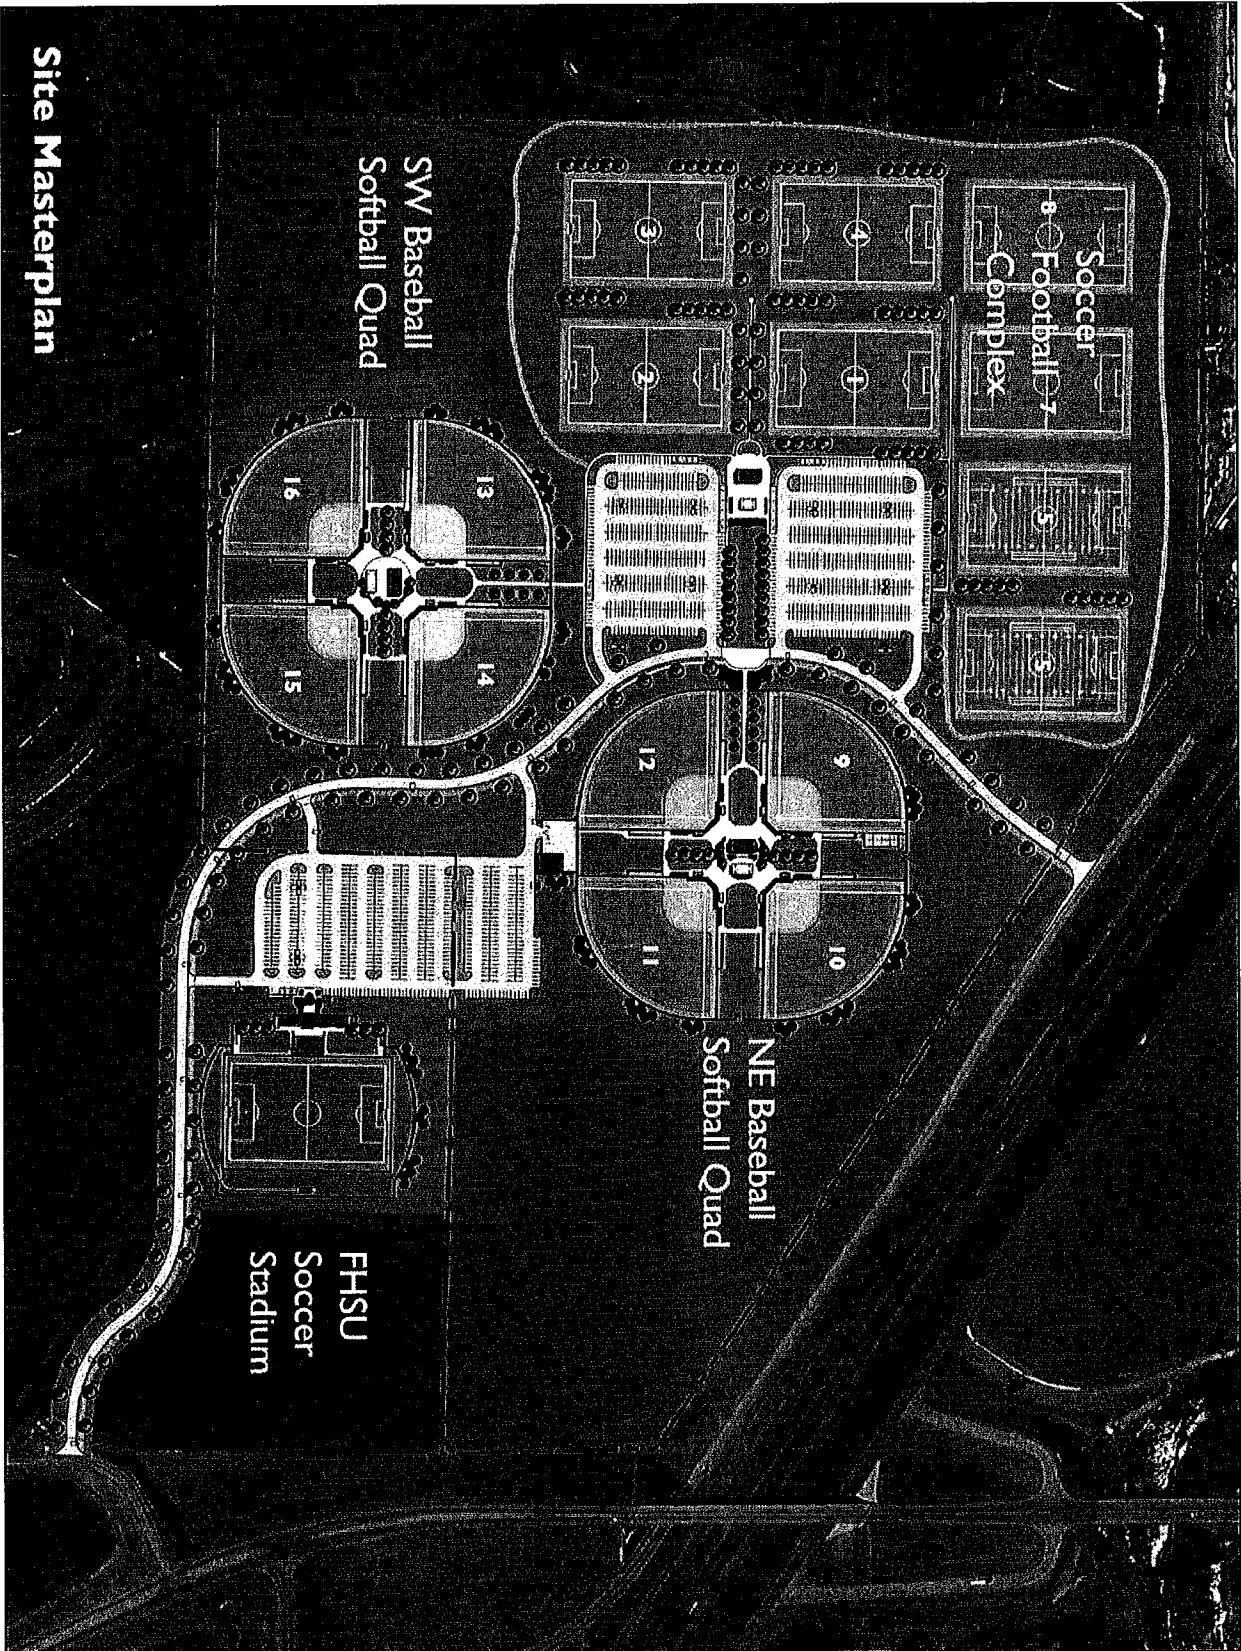 Soccer
8 Football 7
Complex
5
5
4
1
3
2
9
10
12
11
NE Baseball
Softball Quad
SW Baseball
Softball Quad
13
14
16
15
FHSU
Soccer
Stadium
Site Masterplan